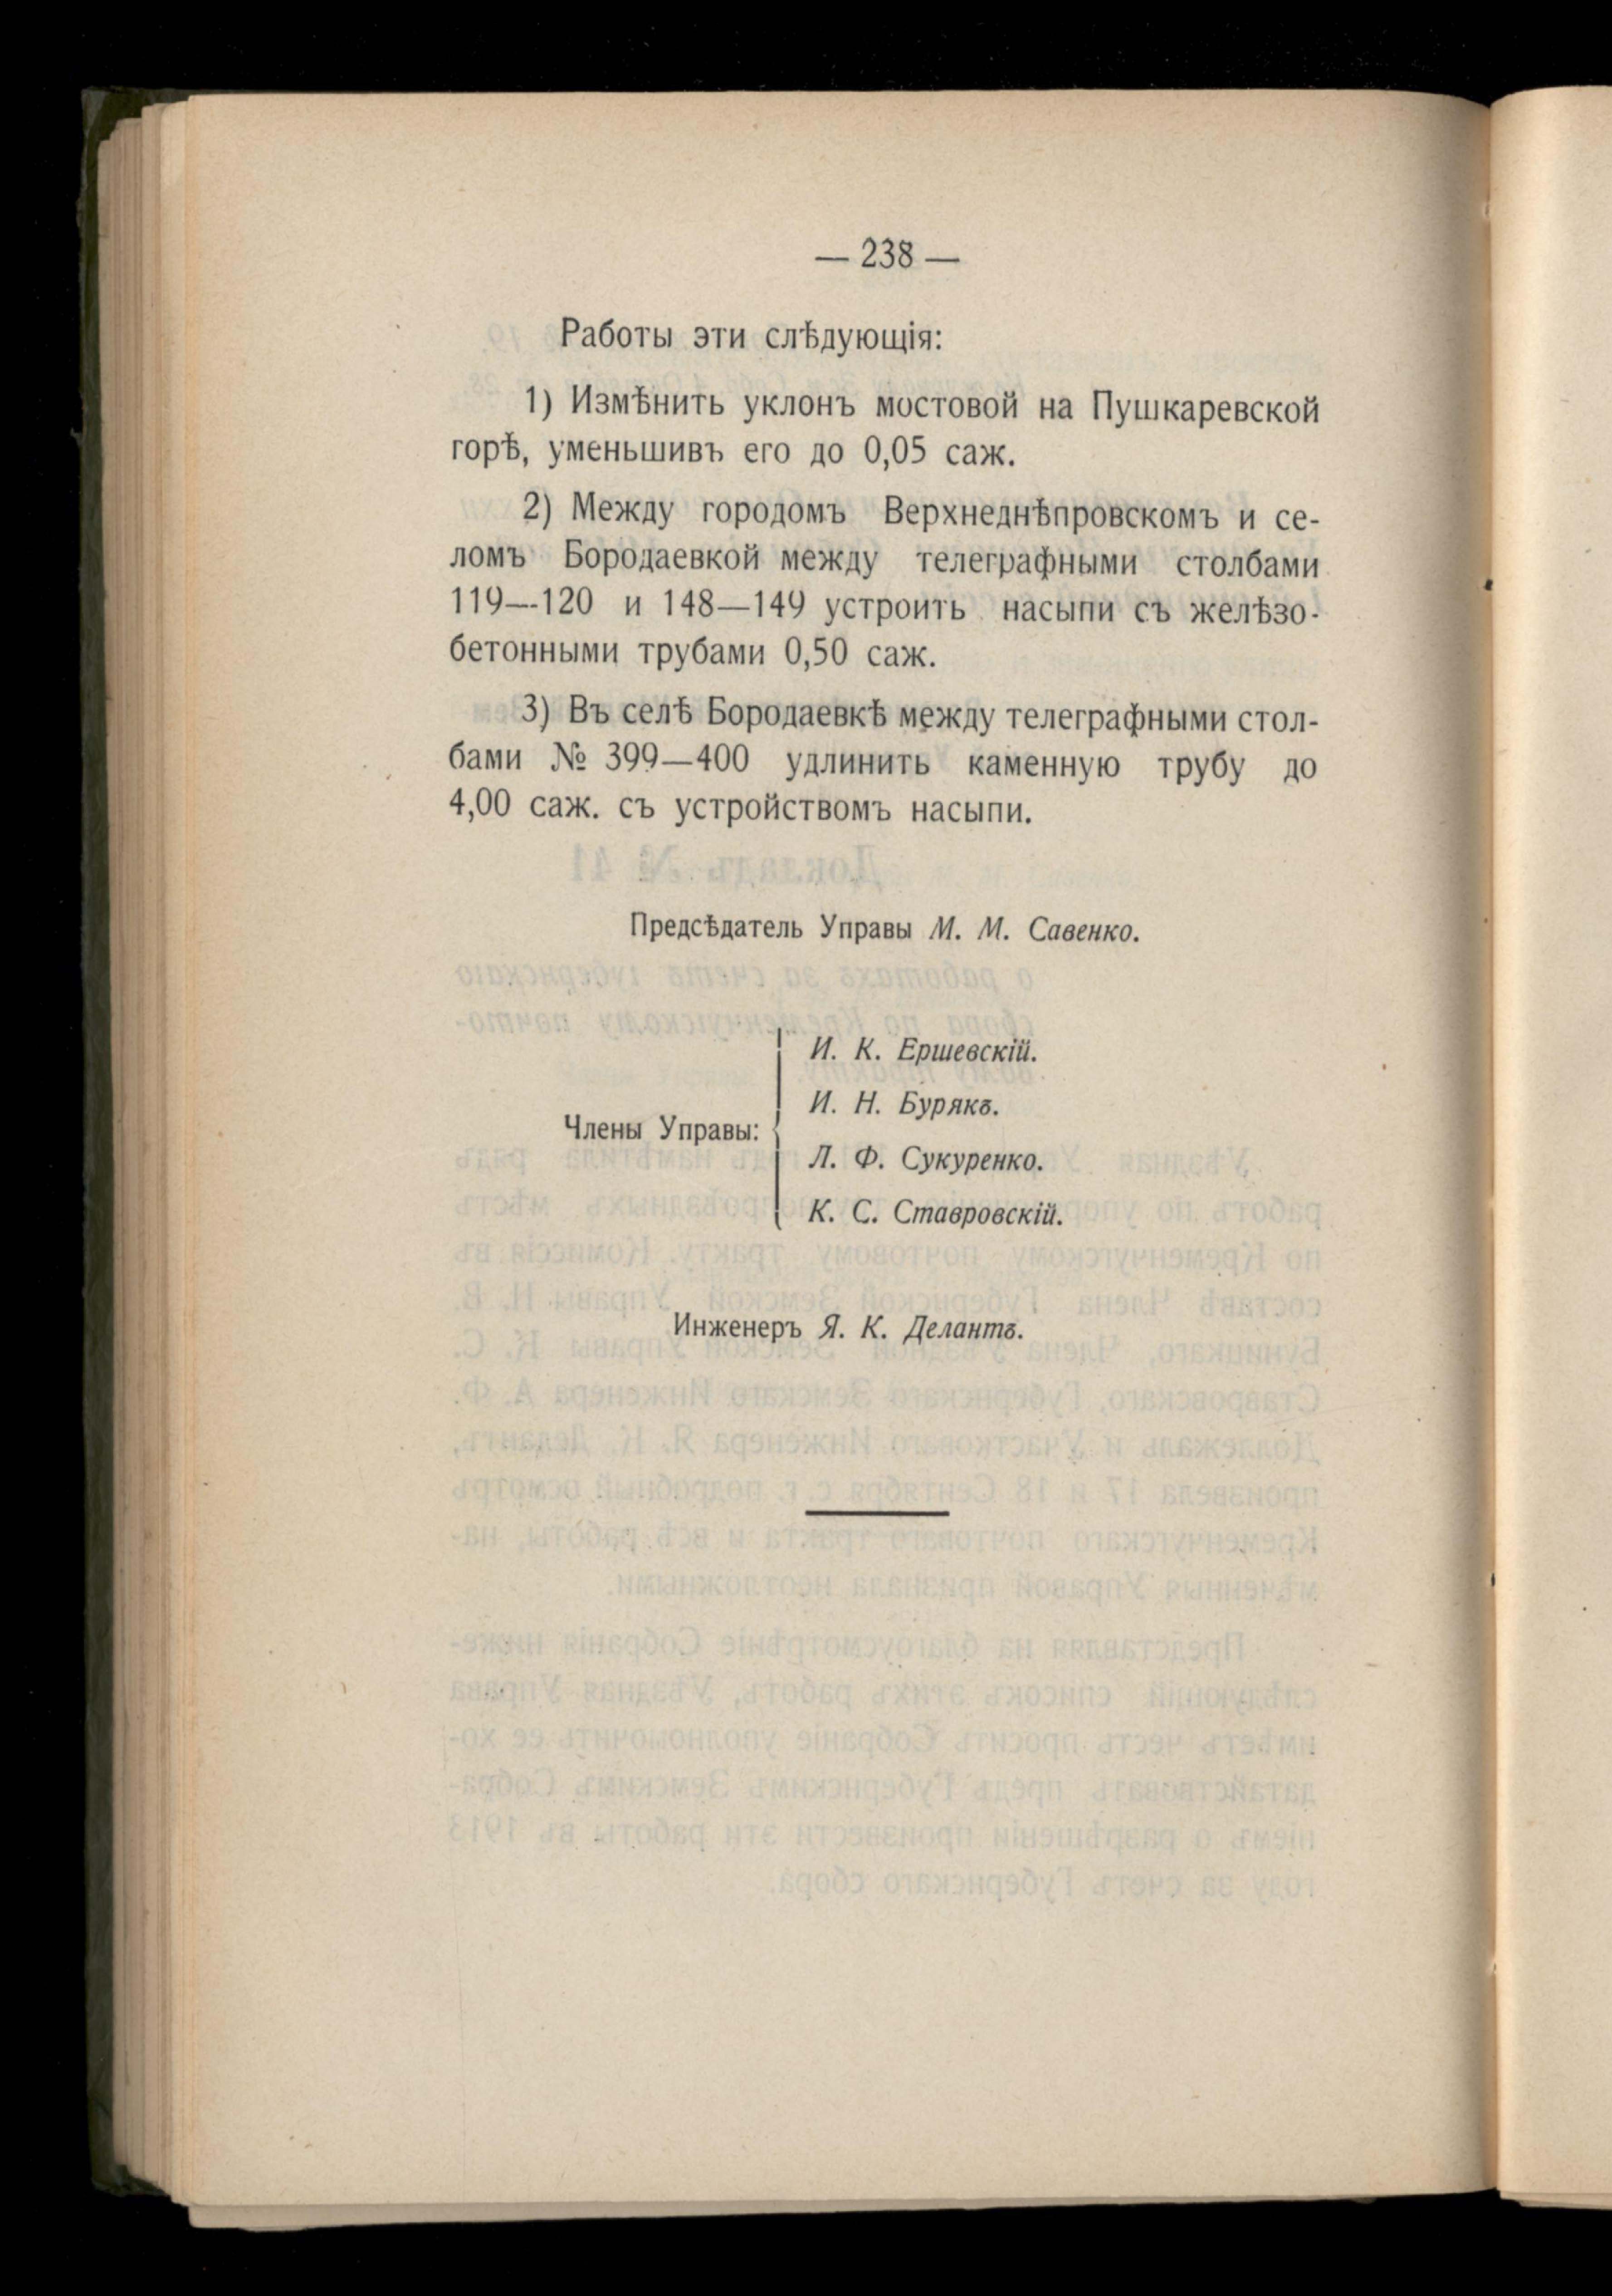 — 238 —
Работы эти слѣдующія:
1) Измѣнить уклонъ мостовой на Пушкаревской
горѣ, уменьшивъ его до 0,05 саж.
2) Между городомъ Верхнеднѣпровскомъ и се-
ломъ Бородаевкой между телеграфными столбами
119—120 и 148—149 устроить насыпи съ желѣзо-
бетонными трубами 0,50 саж.
3) Въ селѣ Бородаевкѣ между телеграфными стол-
бами № 399—400 удлинить каменную трубу до
4,00 саж. съ устройствомъ насыпи.
Предсѣдатель Управы М. М. Савенко.
Члены Управы:
И. К. Ершевскій.
И. Н. Бурякъ.
Л. Ф. Сукуренко.
К. С. Ставровскій.
Инженеръ Я. К. Делантъ.